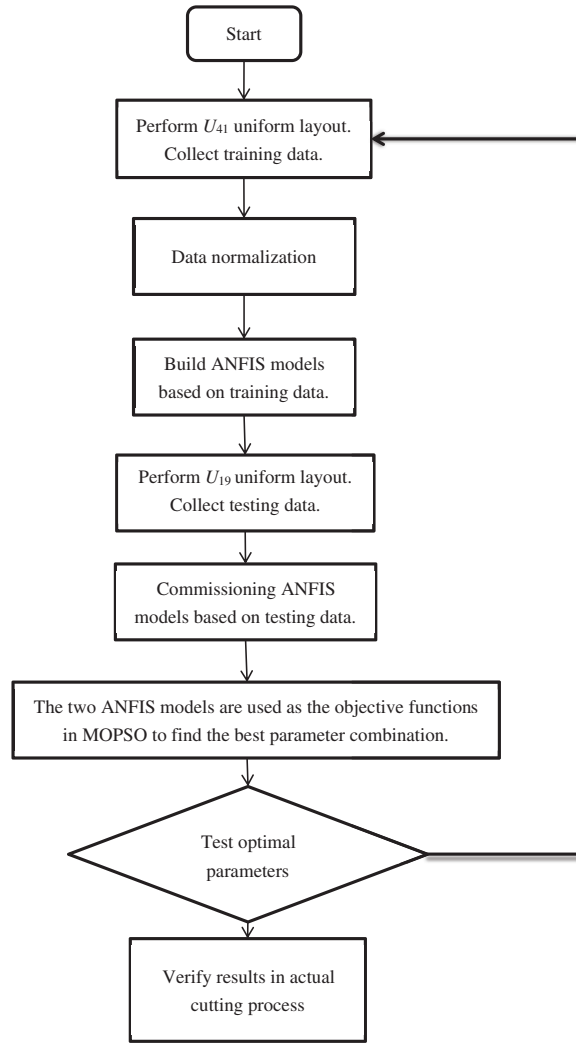 Start
Perform U41 uniform layout.
Collect training data.
Data normalization
Build ANFIS models
based on training data.
Perform U19 uniform layout.
Collect testing data.
Commissioning ANFIS
models based on testing data.
The two ANFIS models are used as the objective functions
in MOPSO to find the best parameter combination.
Test optimal
parameters
Verify results in actual
cutting process